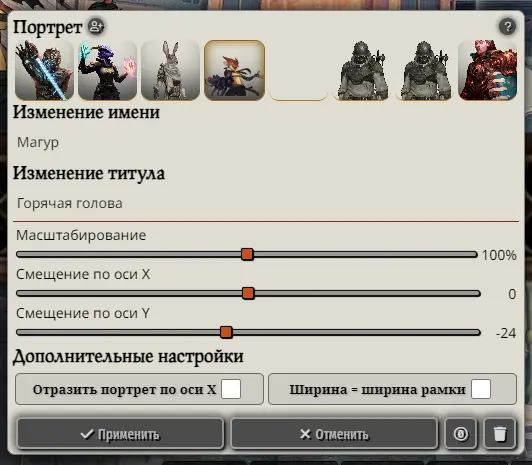 Портрет
?
Изменение имени
Магур
Изменение титула
Горячая голова
Масштабирование
100%
Смещение по оси X
0
Смещение по оси Y
-24
Дополнительные настройки
Отразить портрет по оси X
Ширина = ширина рамки
Применить
Отменить